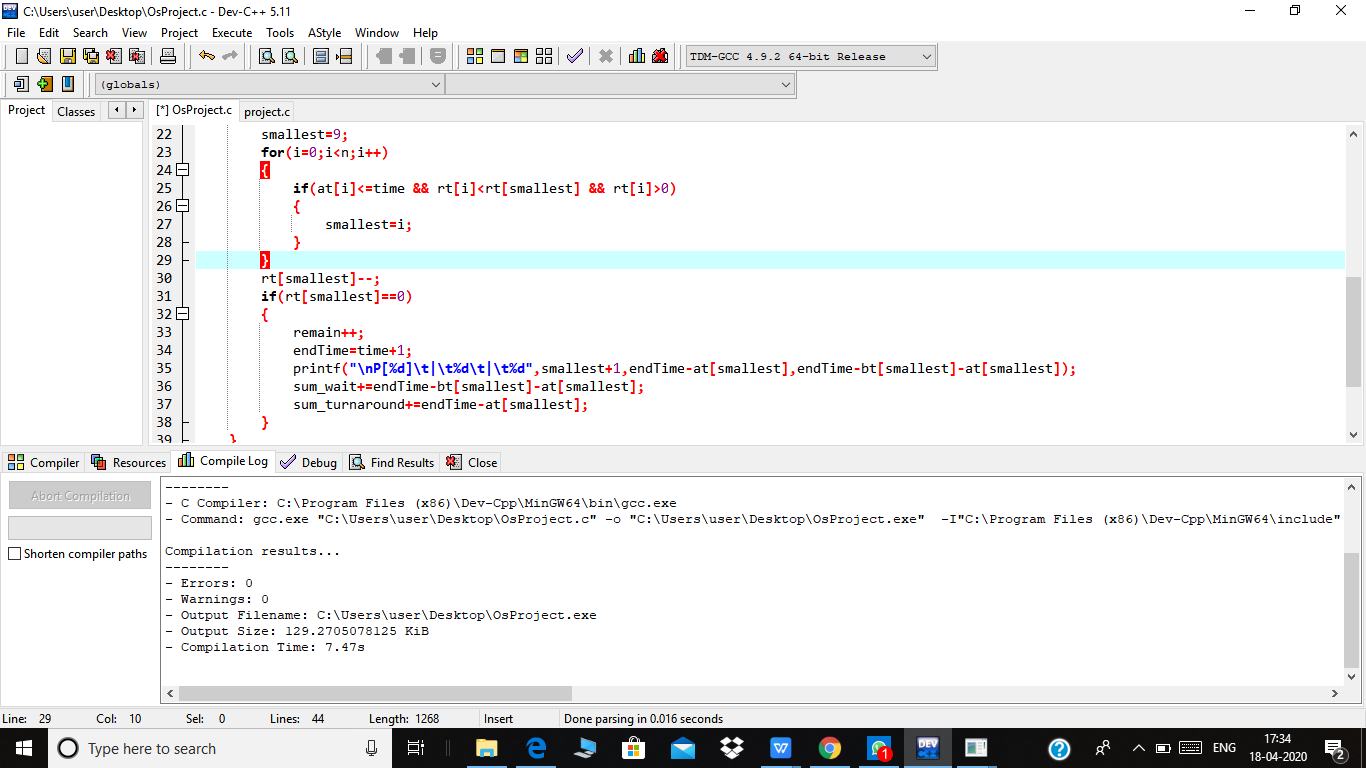 C:\Users\user\Desktop\OsProject.c - Dev-C++ 5.11
File Edit Search View Project Execute Tools AStyle Window Help
TDM-GCC 4.9.2 64-bit Release
(globals)
Project Classes [*] OsProject.c project.c
22 smallest=9;
23 for(i=0;i<n;i++)
24 {
25 if(at[i]<=time && rt[i]<rt[smallest] && rt[i]>0)
26 {
27 smallest=i;
28 }
29 }
30 rt[smallest]--;
31 if(rt[smallest]==0)
32 {
33 remain++;
34 endTime=time+1;
35 printf("\nP[%d]\t|\t%d\t|\t%d",smallest+1,endTime-at[smallest],endTime-bt[smallest]-at[smallest]);
36 sum_wait+=endTime-bt[smallest]-at[smallest];
37 sum_turnaround+=endTime-at[smallest];
38 }
39 }
Compiler Resources Compile Log Debug Find Results Close
Abort Compilation
Shorten compiler paths
--------
- C Compiler: C:\Program Files (x86)\Dev-Cpp\MinGW64\bin\gcc.exe
- Command: gcc.exe "C:\Users\user\Desktop\OsProject.c" -o "C:\Users\user\Desktop\OsProject.exe" -I"C:\Program Files (x86)\Dev-Cpp\MinGW64\include"
Compilation results...
--------
- Errors: 0
- Warnings: 0
- Output Filename: C:\Users\user\Desktop\OsProject.exe
- Output Size: 129.2705078125 KiB
- Compilation Time: 7.47s
Line: 29 Col: 10 Sel: 0 Lines: 44 Length: 1268 Insert Done parsing in 0.016 seconds
Type here to search
W
1
DEV
ENG
17:34
18-04-2020
2